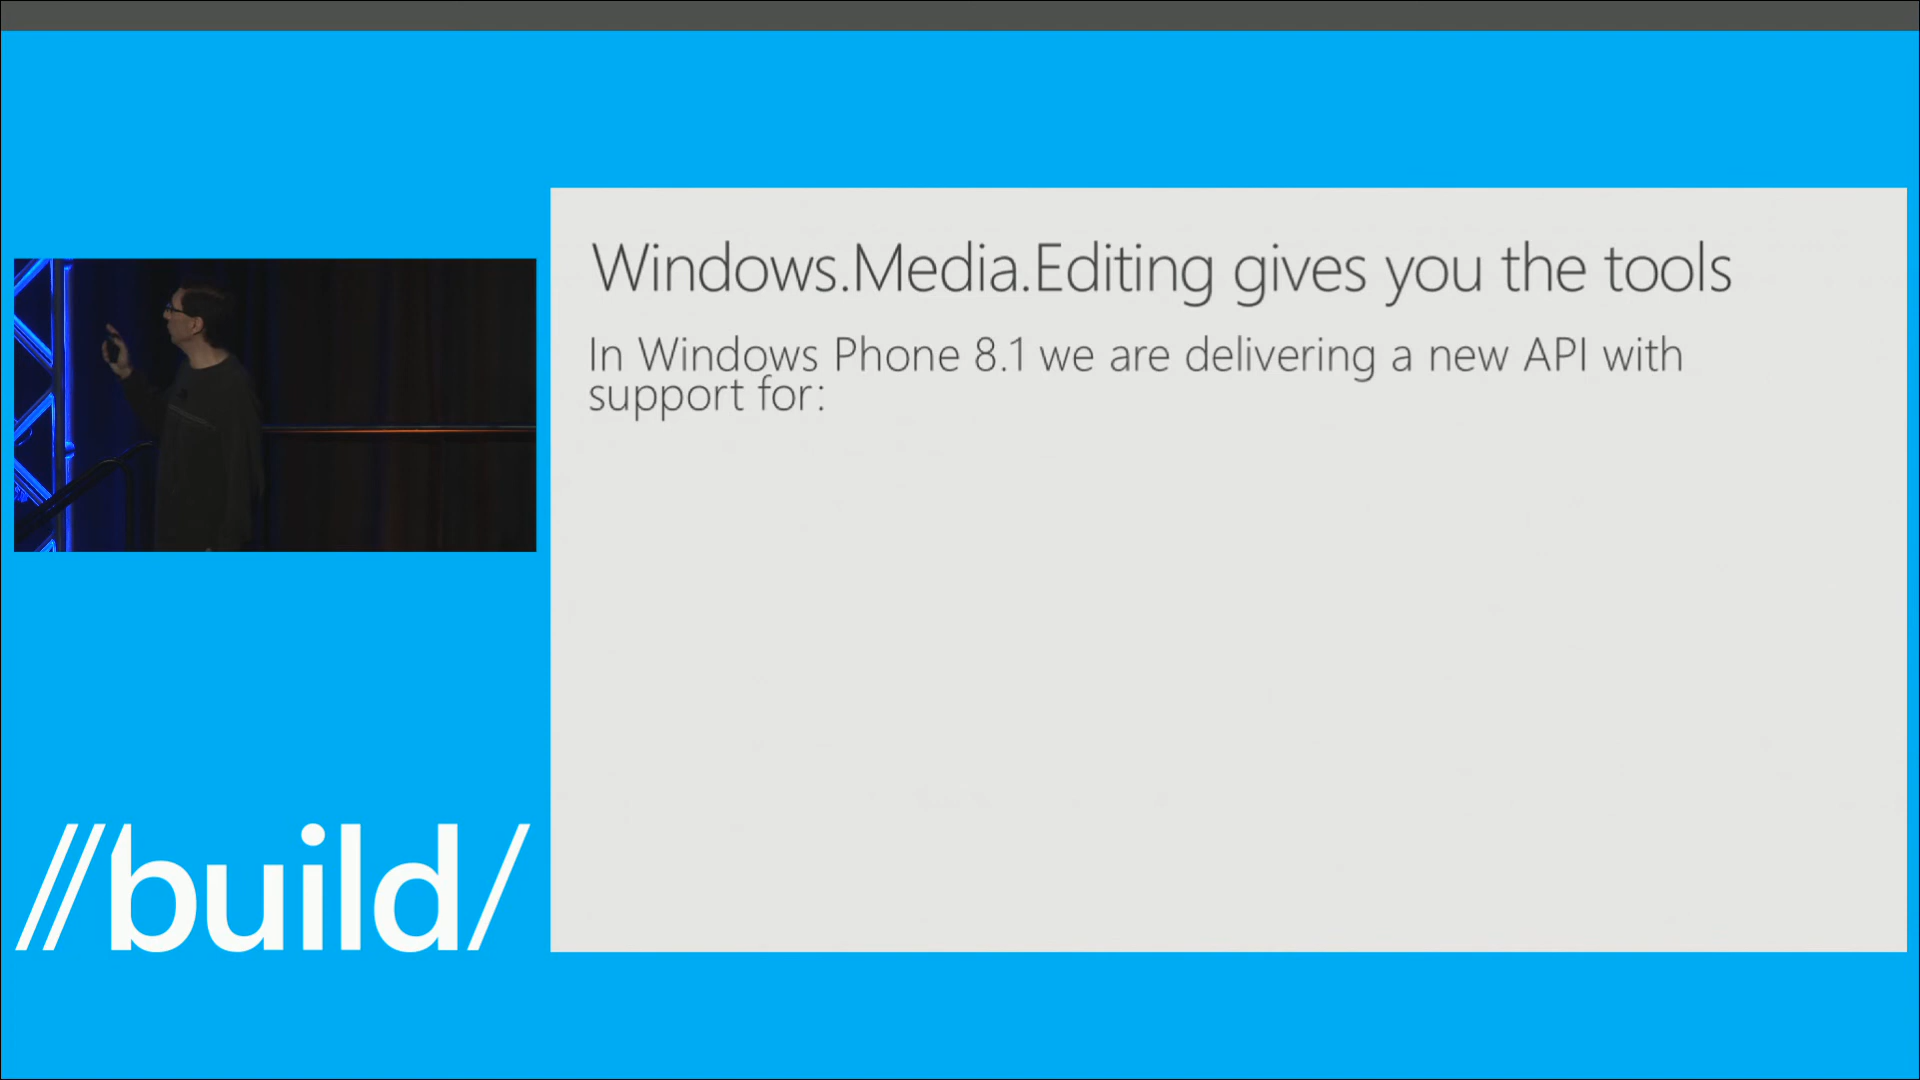 Windows.Media.Editing gives you the tools
In Windows Phone 8.1 we are delivering a new API with
support for:
//build/